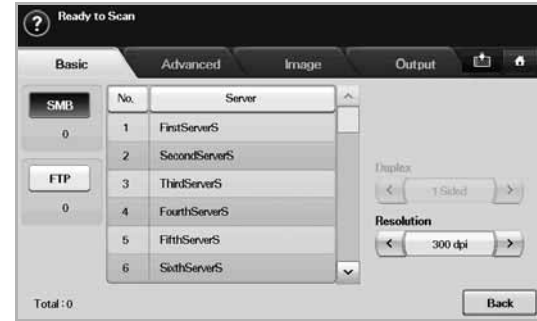 Ready to Scan
Basic Advanced Image Output
SMB
0
FTP
0
No. Server
1 FirstServerS
2 SecondServerS
3 ThirdServerS
4 FourthServerS
5 FifthServerS
6 SixthServerS
Duplex
1 Sided
Resolution
300 dpi
Total : 0
Back